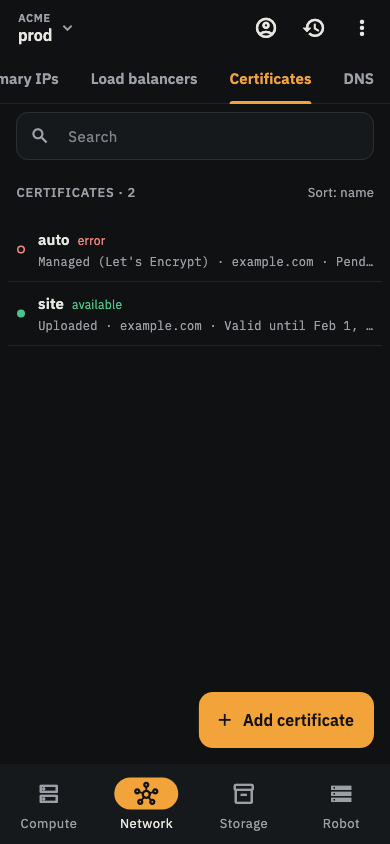 ACME
prod
mary IPs Load balancers Certificates DNS
Search
CERTIFICATES · 2 Sort: name
auto error
Managed (Let's Encrypt) · example.com · Pend…
site available
Uploaded · example.com · Valid until Feb 1, …
+ Add certificate
Compute Network Storage Robot